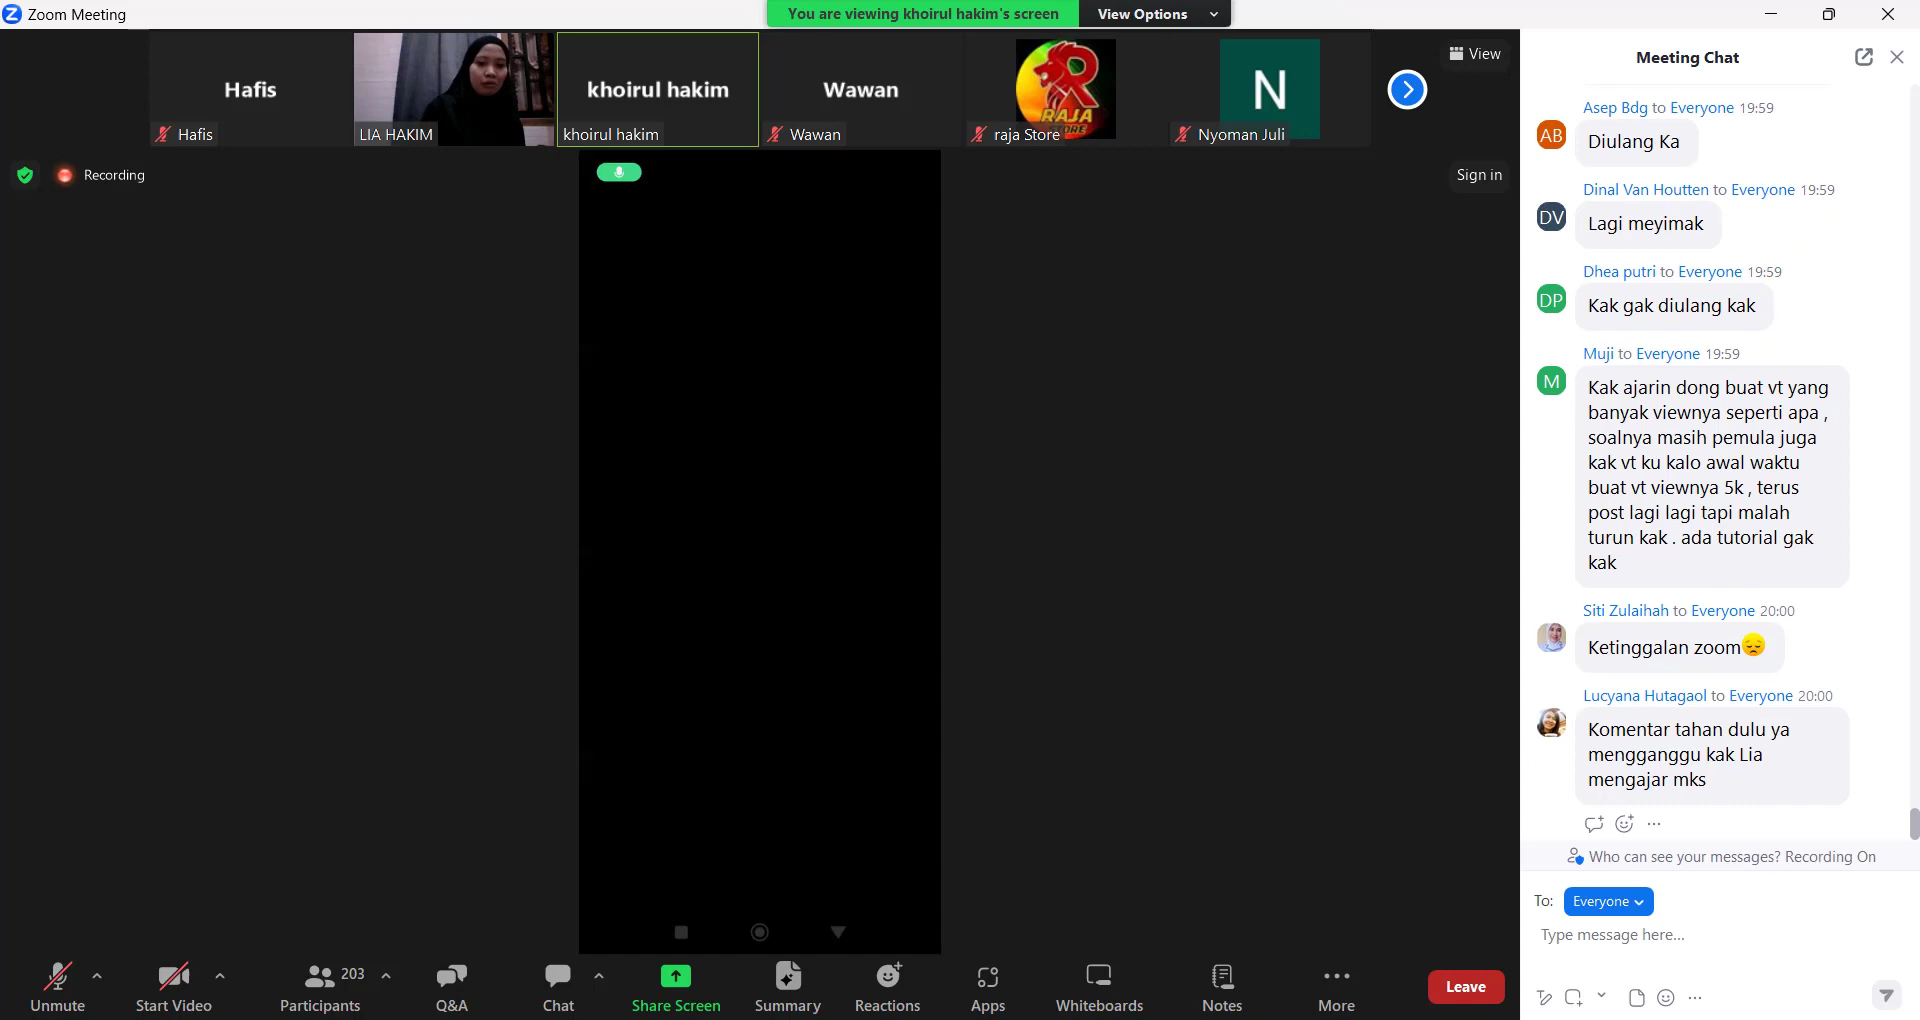 Zoom Meeting
You are viewing khoirul hakim's screen
View Options
Hafis
Hafis
LIA HAKIM
khoirul hakim
khoirul hakim
Wawan
Wawan
R
RAJA
raja Store
N
Nyoman Juli
View
Recording
Sign in
Meeting Chat
Asep Bdg to Everyone 19:59
AB
Diulang Ka
Dinal Van Houtten to Everyone 19:59
DV
Lagi meyimak
Dhea putri to Everyone 19:59
DP
Kak gak diulang kak
Muji to Everyone 19:59
M
Kak ajarin dong buat vt yang
banyak viewnya seperti apa ,
soalnya masih pemula juga
kak vt ku kalo awal waktu
buat vt viewnya 5k , terus
post lagi lagi tapi malah
turun kak . ada tutorial gak
kak
Siti Zulaihah to Everyone 20:00
Ketinggalan zoom😞
Lucyana Hutagaol to Everyone 20:00
Komentar tahan dulu ya
mengganggu kak Lia
mengajar mks
Who can see your messages? Recording On
To: Everyone
Type message here...
Unmute
Start Video
203
Participants
Q&A
Chat
Share Screen
Summary
Reactions
Apps
Whiteboards
Notes
More
Leave